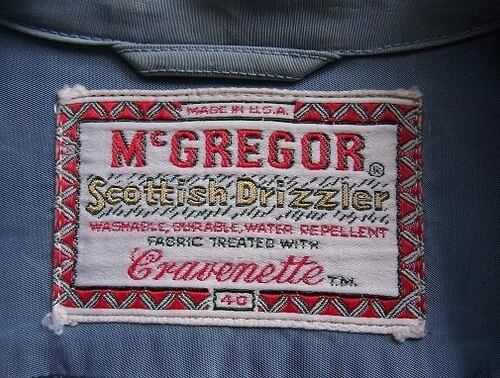 MADE IN U.S.A.
McGREGOR®
Scottish Drizzler
WASHABLE, DURABLE, WATER REPELLENT
FABRIC TREATED WITH
Cravenette T.M.
40